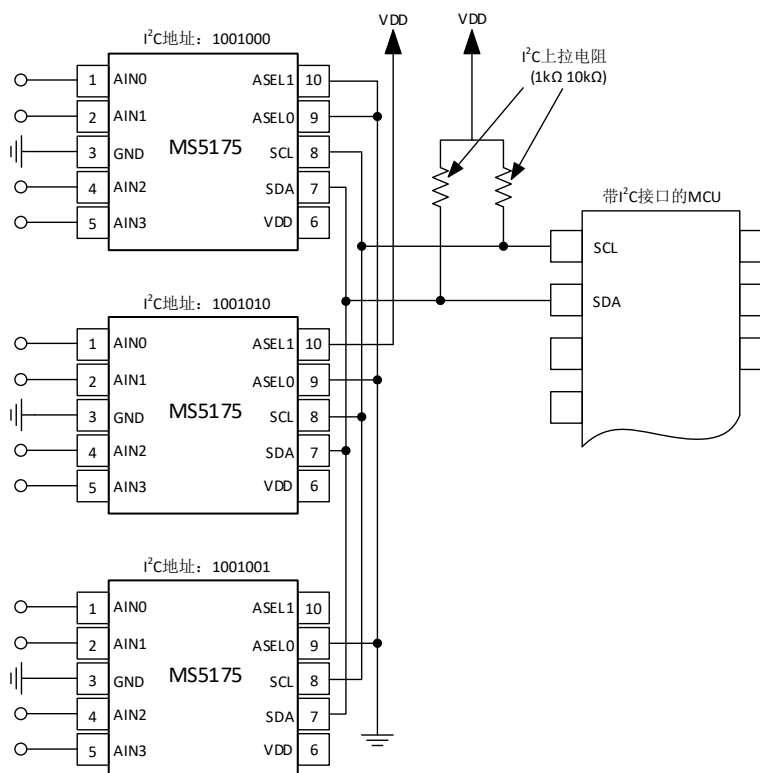 VDD
VDD
I²C上拉电阻
(1kΩ 10kΩ)
I²C地址：1001000
1 AIN0 ASEL1 10
2 AIN1 ASEL0 9
3 GND MS5175 SCL 8
4 AIN2 SDA 7
5 AIN3 VDD 6
带I²C接口的MCU
SCL
SDA
I²C地址：1001010
1 AIN0 ASEL1 10
2 AIN1 ASEL0 9
3 GND MS5175 SCL 8
4 AIN2 SDA 7
5 AIN3 VDD 6
I²C地址：1001001
1 AIN0 ASEL1 10
2 AIN1 ASEL0 9
3 GND MS5175 SCL 8
4 AIN2 SDA 7
5 AIN3 VDD 6